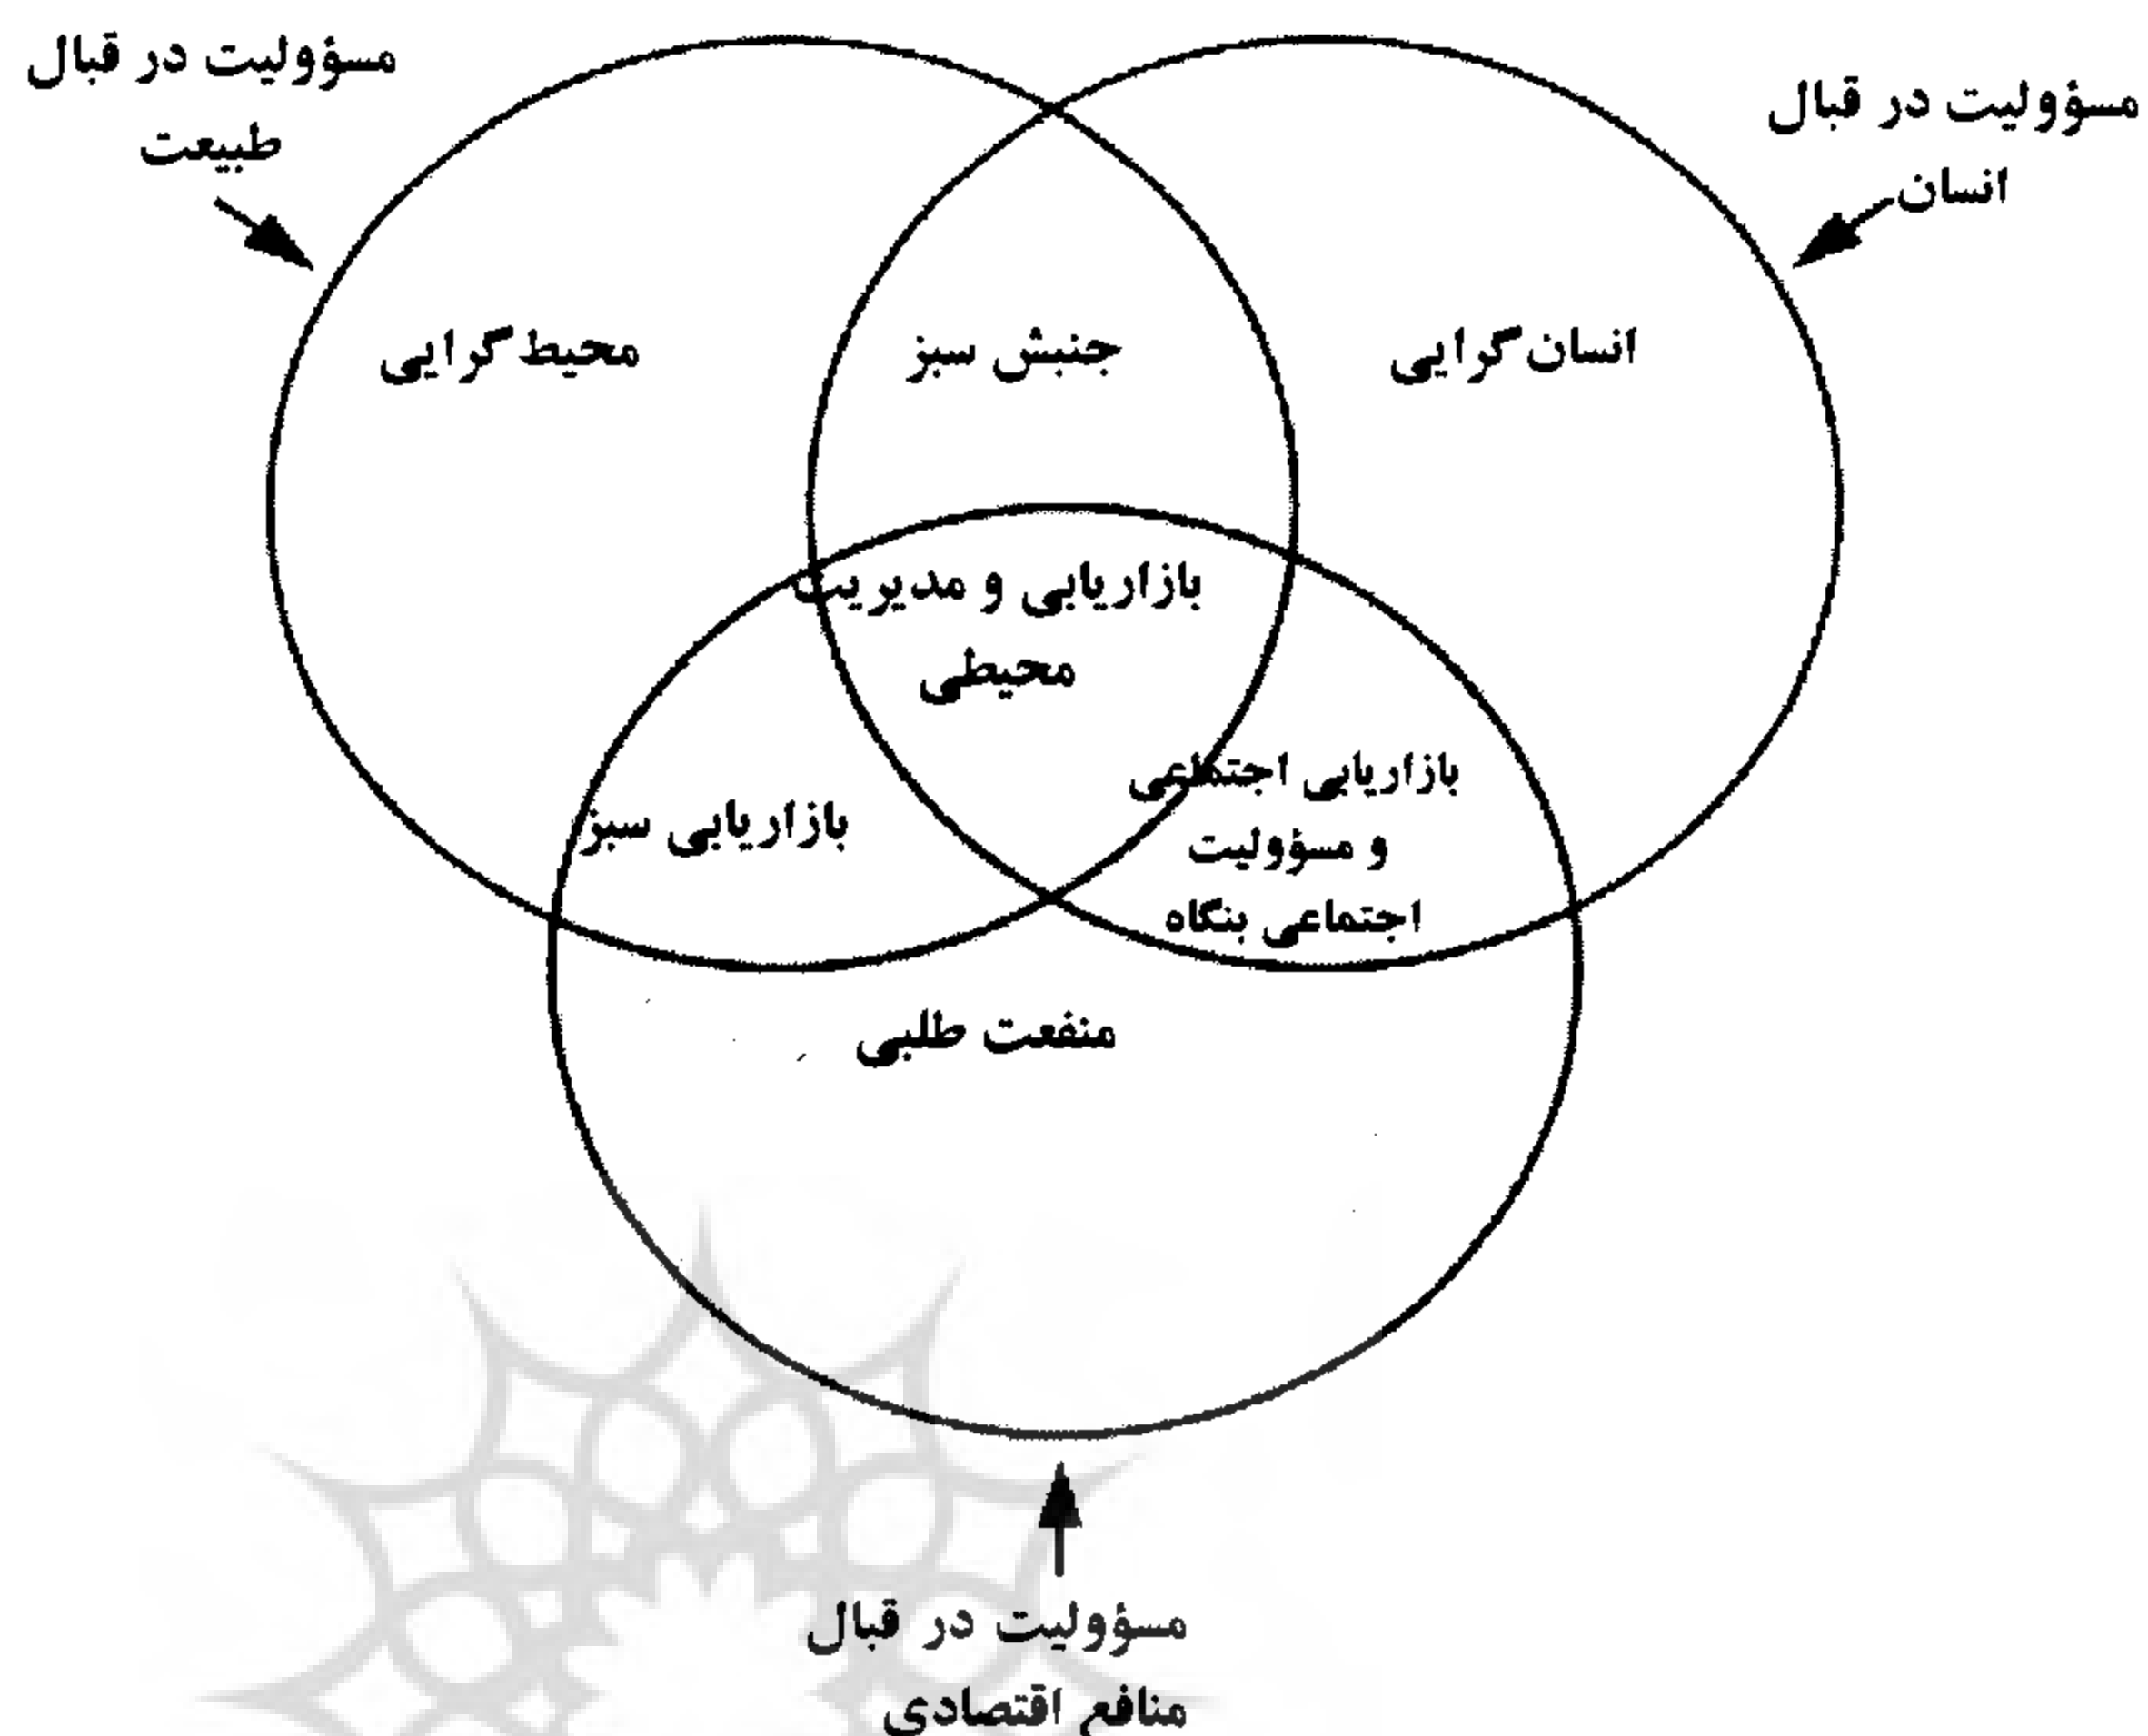 مسؤولیت در قبال
طبیعت
مسؤولیت در قبال
انسان
محیط گرایی
جنبش سبز
انسان گرایی
بازاریابی و مدیریت
محیطی
بازاریابی سبز
بازاریابی اجتماعی
و مسؤولیت
اجتماعی بنگاه
منفعت طلبی
مسؤولیت در قبال
منافع اقتصادی